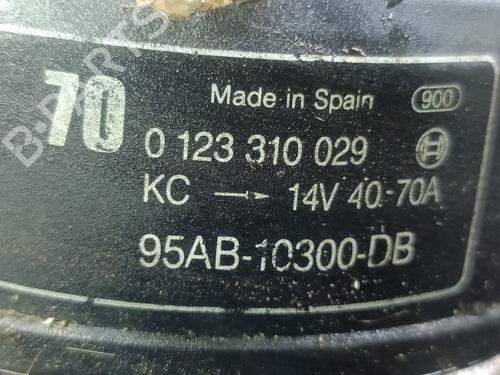 70
Made in Spain 900
0 123 310 029
KC → 14V 40-70A
95AB-10300-DB
B-PARTS